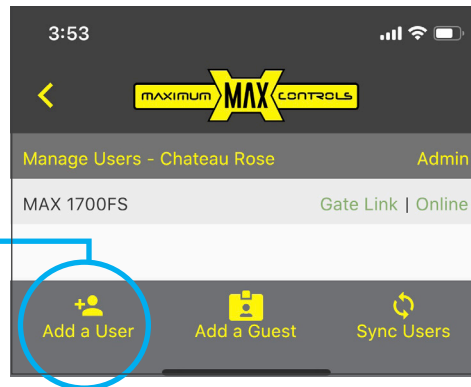 3:53
MAXIMUM MAX CONTROLS
Manage Users - Chateau Rose Admin
MAX 1700FS Gate Link | Online
Add a User Add a Guest Sync Users